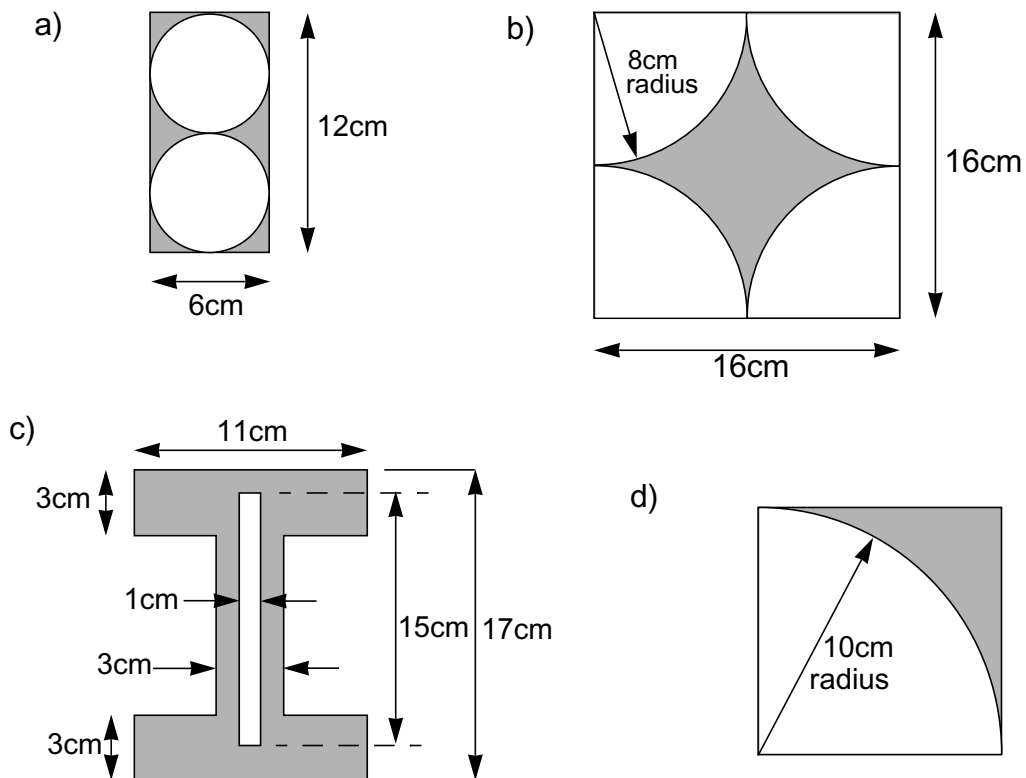 a)
12cm
6cm
b)
8cm
radius
16cm
16cm
c)
11cm
3cm
1cm
15cm
17cm
3cm
3cm
d)
10cm
radius